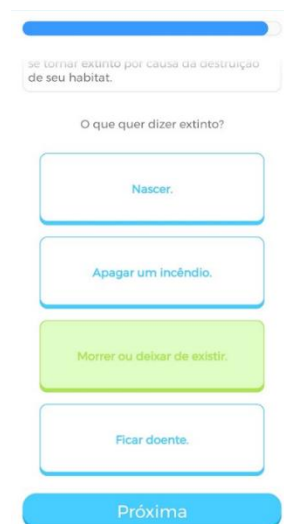 se tornar extinto por causa da destruição
de seu habitat.
O que quer dizer extinto?
Nascer.
Apagar um incêndio.
Morrer ou deixar de existir.
Ficar doente.
Próxima